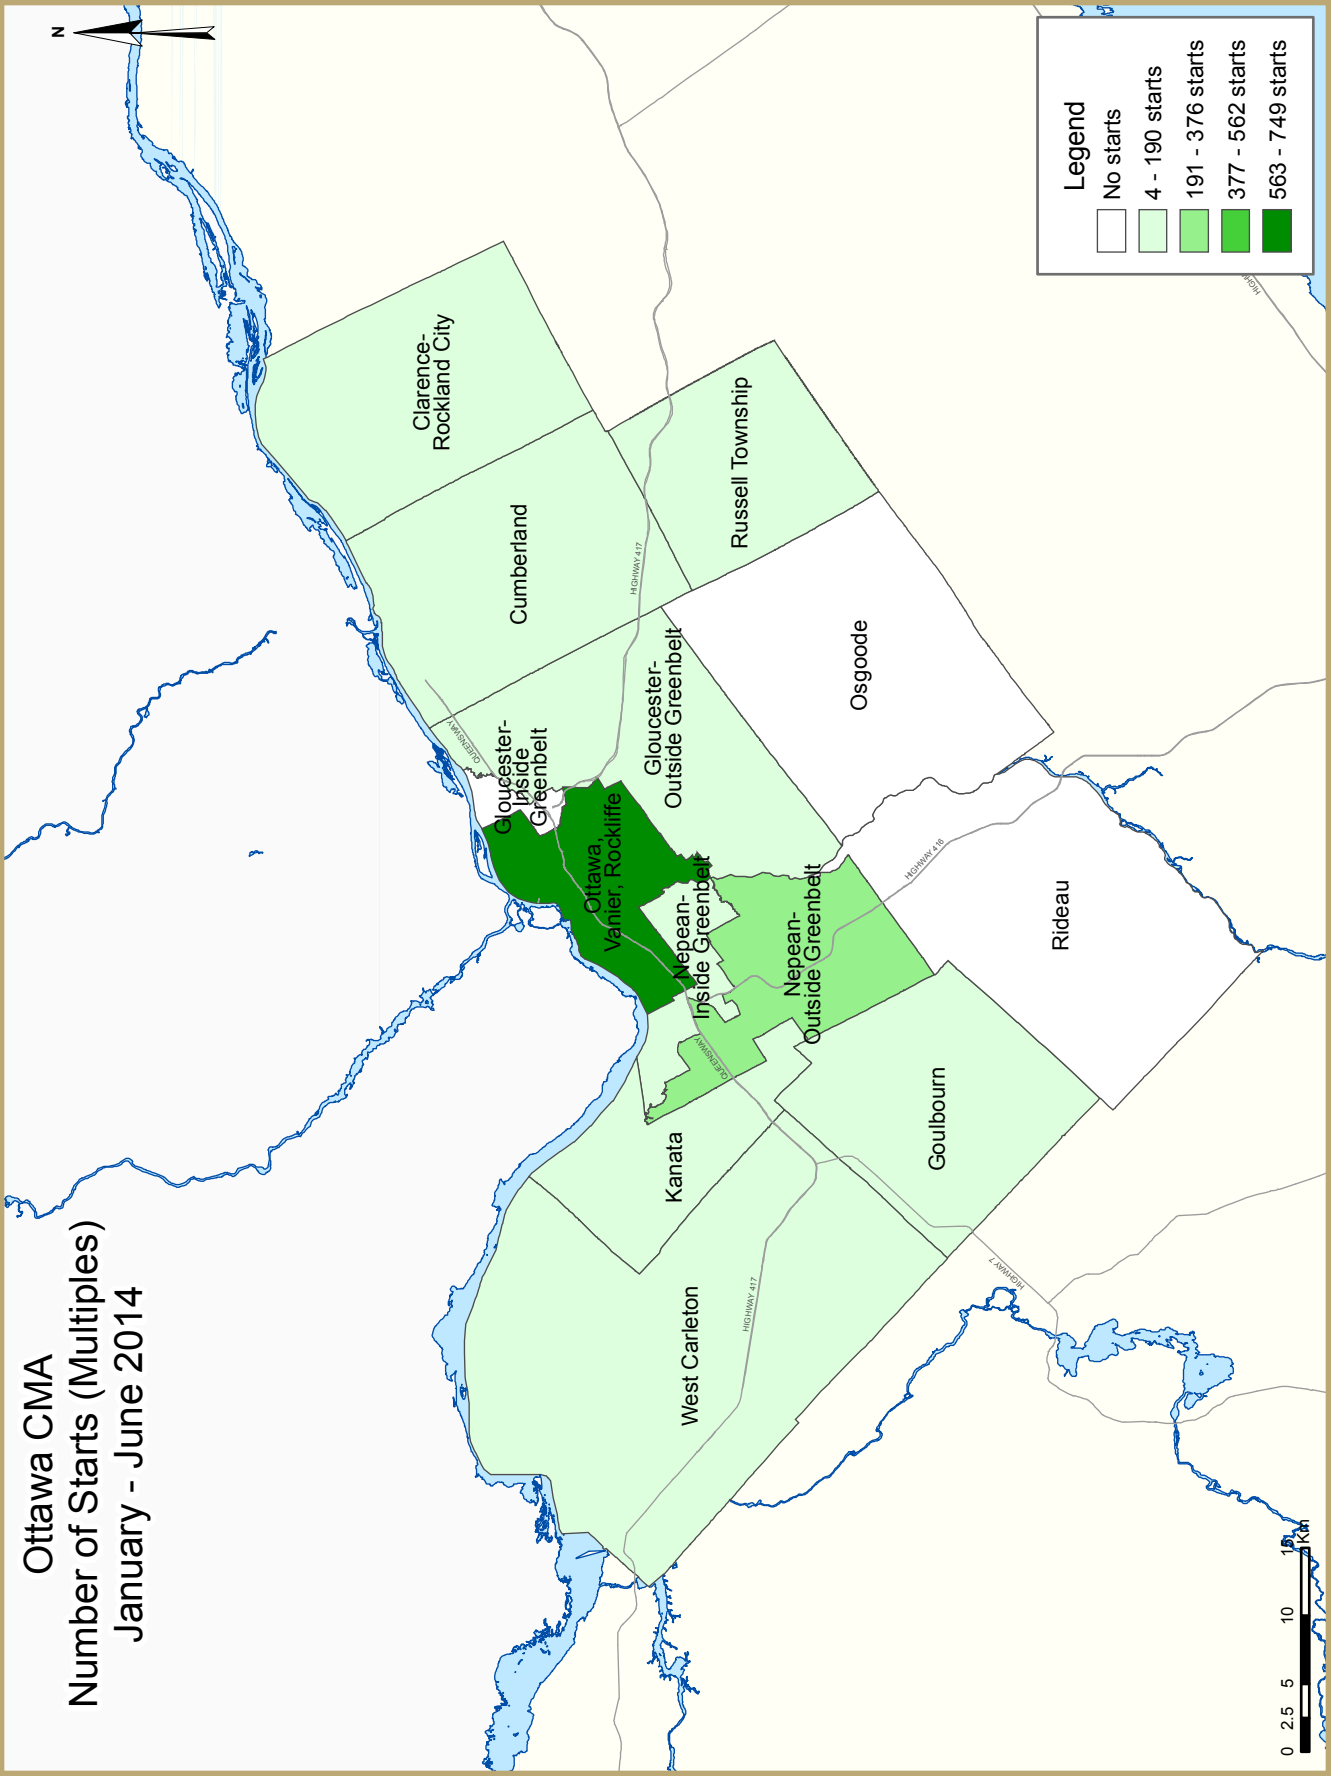 Ottawa CMA
Number of Starts (Multiples)
January - June 2014
N
Clarence-
Rockland City
Cumberland
Russell Township
HIGHWAY 417
QUEENSWAY
Gloucester-
Inside
Greenbelt
Gloucester-
Outside Greenbelt
Osgoode
Ottawa,
Vanier, Rockliffe
Nepean-
Inside Greenbelt
Nepean-
Outside Greenbelt
HIGHWAY 416
Rideau
QUEENSWAY
Kanata
Goulbourn
West Carleton
HIGHWAY 417
HIGHWAY 7
Legend
No starts
4 - 190 starts
191 - 376 starts
377 - 562 starts
563 - 749 starts
0 2.5 5 10 15
Km